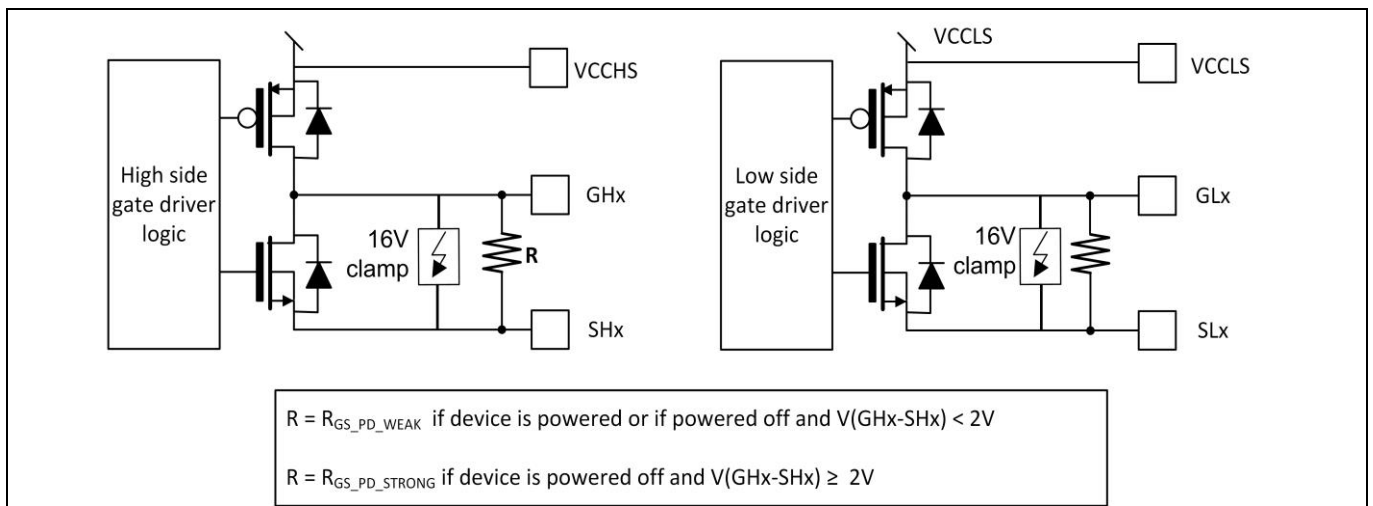 VCCHS
High side
gate driver
logic
GHx
16V
clamp
R
SHx
VCCLS
VCCLS
Low side
gate driver
logic
GLx
16V
clamp
SLx
R = RGS_PD_WEAK if device is powered or if powered off and V(GHx-SHx) < 2V
R = RGS_PD_STRONG if device is powered off and V(GHx-SHx) ≥ 2V